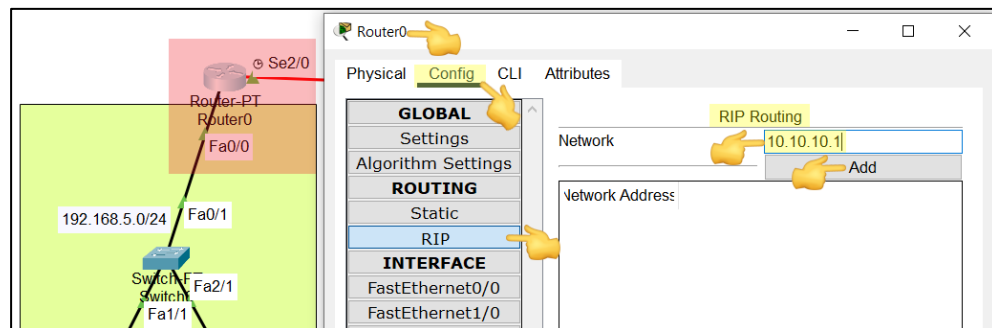 Router0
Physical Config CLI Attributes
Se2/0
Router-PT
Router0
Fa0/0
192.168.5.0/24
Fa0/1
Switch-PT
Fa2/1
Fa1/1
GLOBAL
Settings
Algorithm Settings
ROUTING
Static
RIP
INTERFACE
FastEthernet0/0
FastEthernet1/0
RIP Routing
Network 10.10.10.1
Add
Network Address